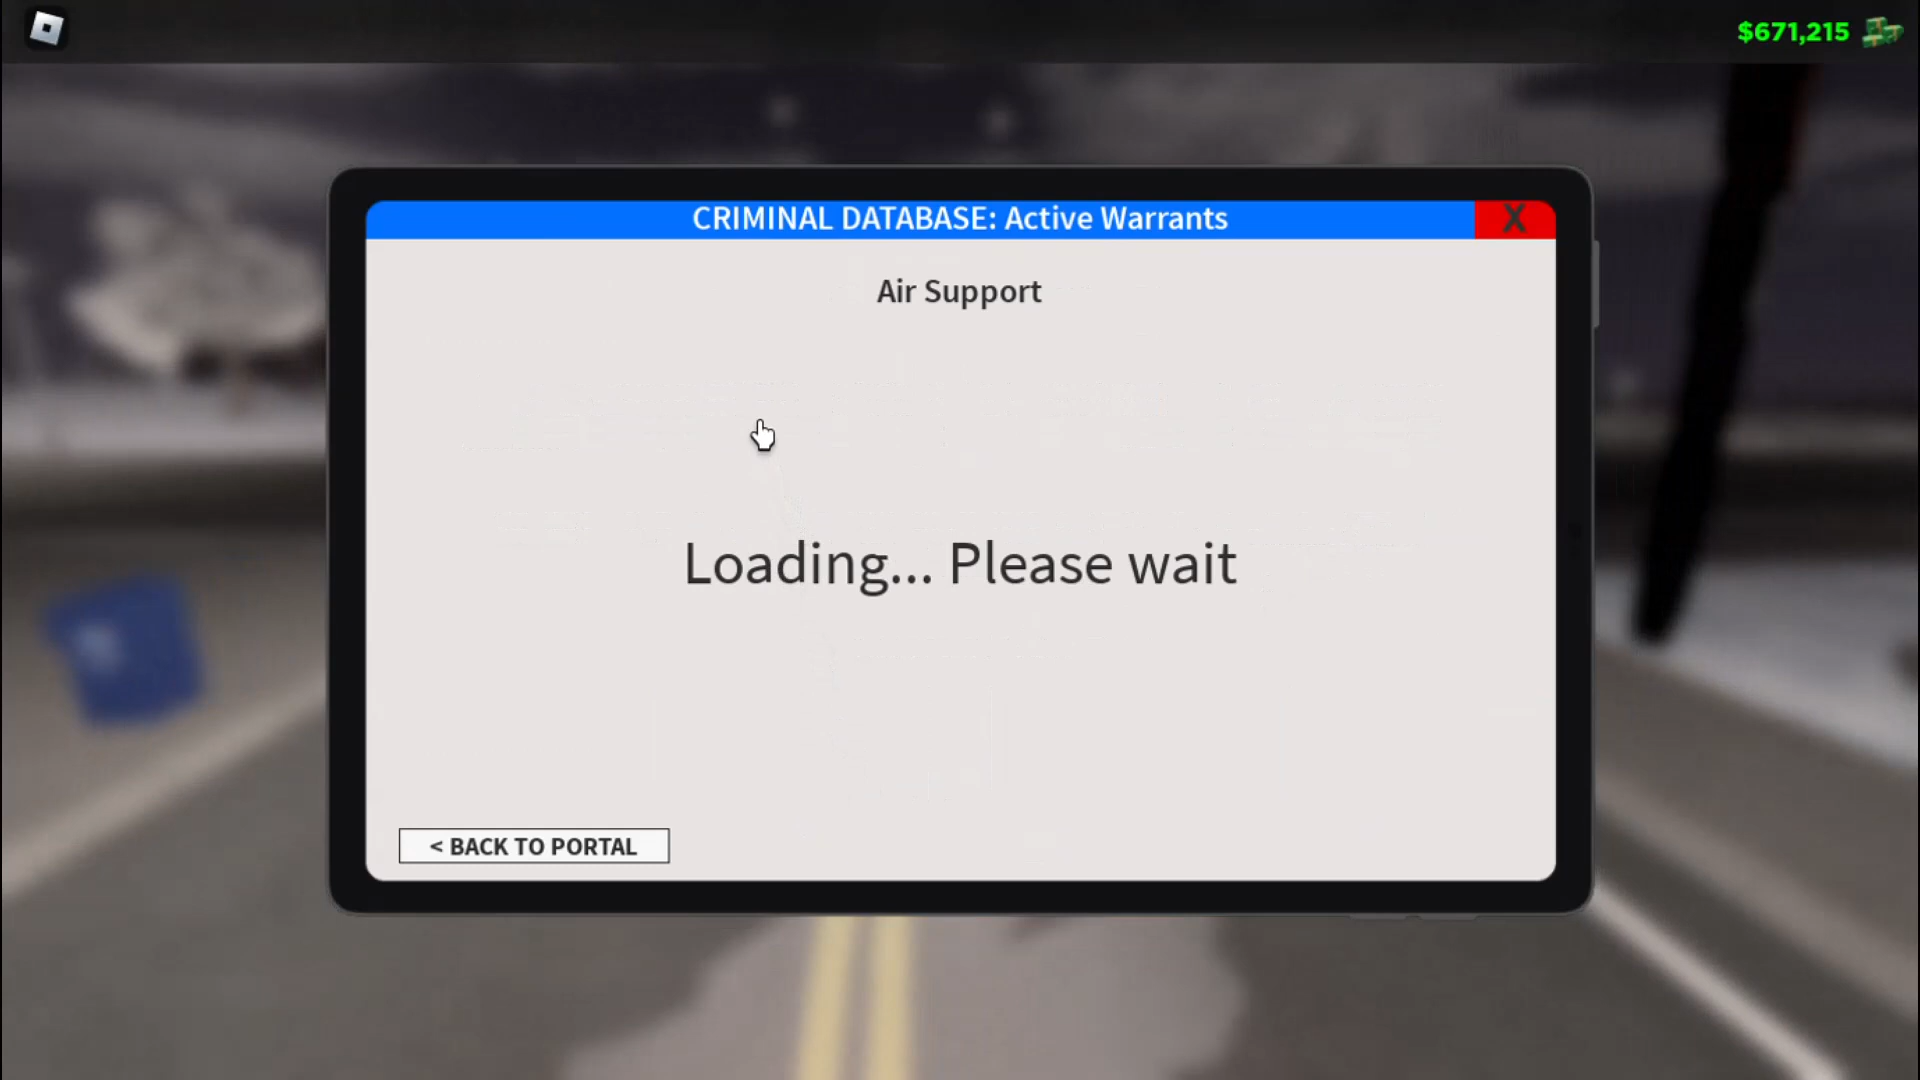 $671,215
CRIMINAL DATABASE: Active Warrants
X
Air Support
Loading... Please wait
< BACK TO PORTAL